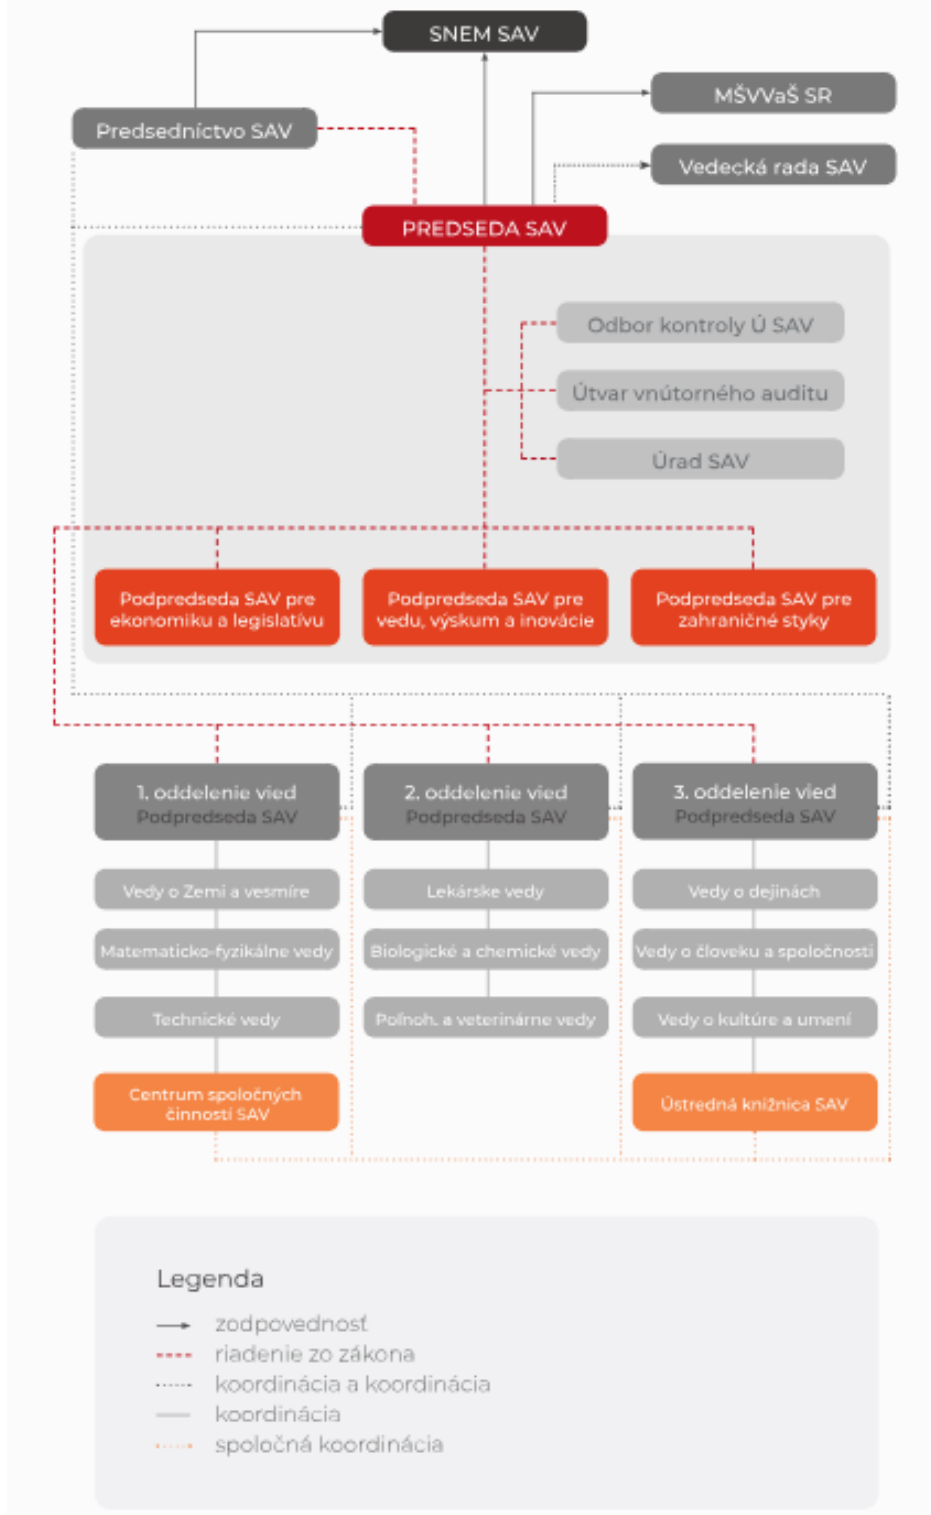 SNEM SAV
MŠVVaŠ SR
Predsedníctvo SAV
Vedecká rada SAV
PREDSEDA SAV
Odbor kontroly Ú SAV
Útvar vnútorného auditu
Úrad SAV
Podpredseda SAV pre
ekonomiku a legislatívu
Podpredseda SAV pre
vedu, výskum a inovácie
Podpredseda SAV pre
zahraničné styky
1. oddelenie vied
Podpredseda SAV
2. oddelenie vied
Podpredseda SAV
3. oddelenie vied
Podpredseda SAV
Vedy o Zemi a vesmíre
Lekárske vedy
Vedy o dejinách
Matematicko-fyzikálne vedy
Biologické a chemické vedy
Vedy o človeku a spoločnosti
Technické vedy
Poľnoh. a veterinárne vedy
Vedy o kultúre a umení
Centrum spoločných
činností SAV
Ústredná knižnica SAV
Legenda
zodpovednosť
riadenie zo zákona
koordinácia a koordinácia
koordinácia
spoločná koordinácia